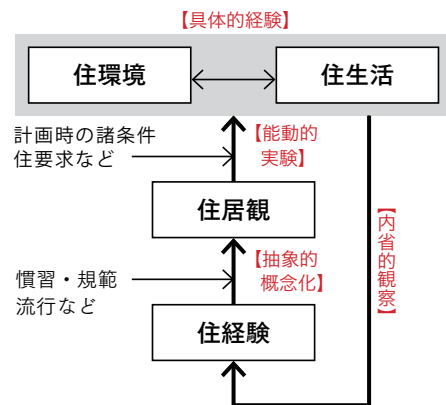 【具体的経験】
住環境
住生活
計画時の諸条件
住要求など
【能動的
実験】
住居観
【内省的観察】
慣習・規範
流行など
【抽象的
概念化】
住経験